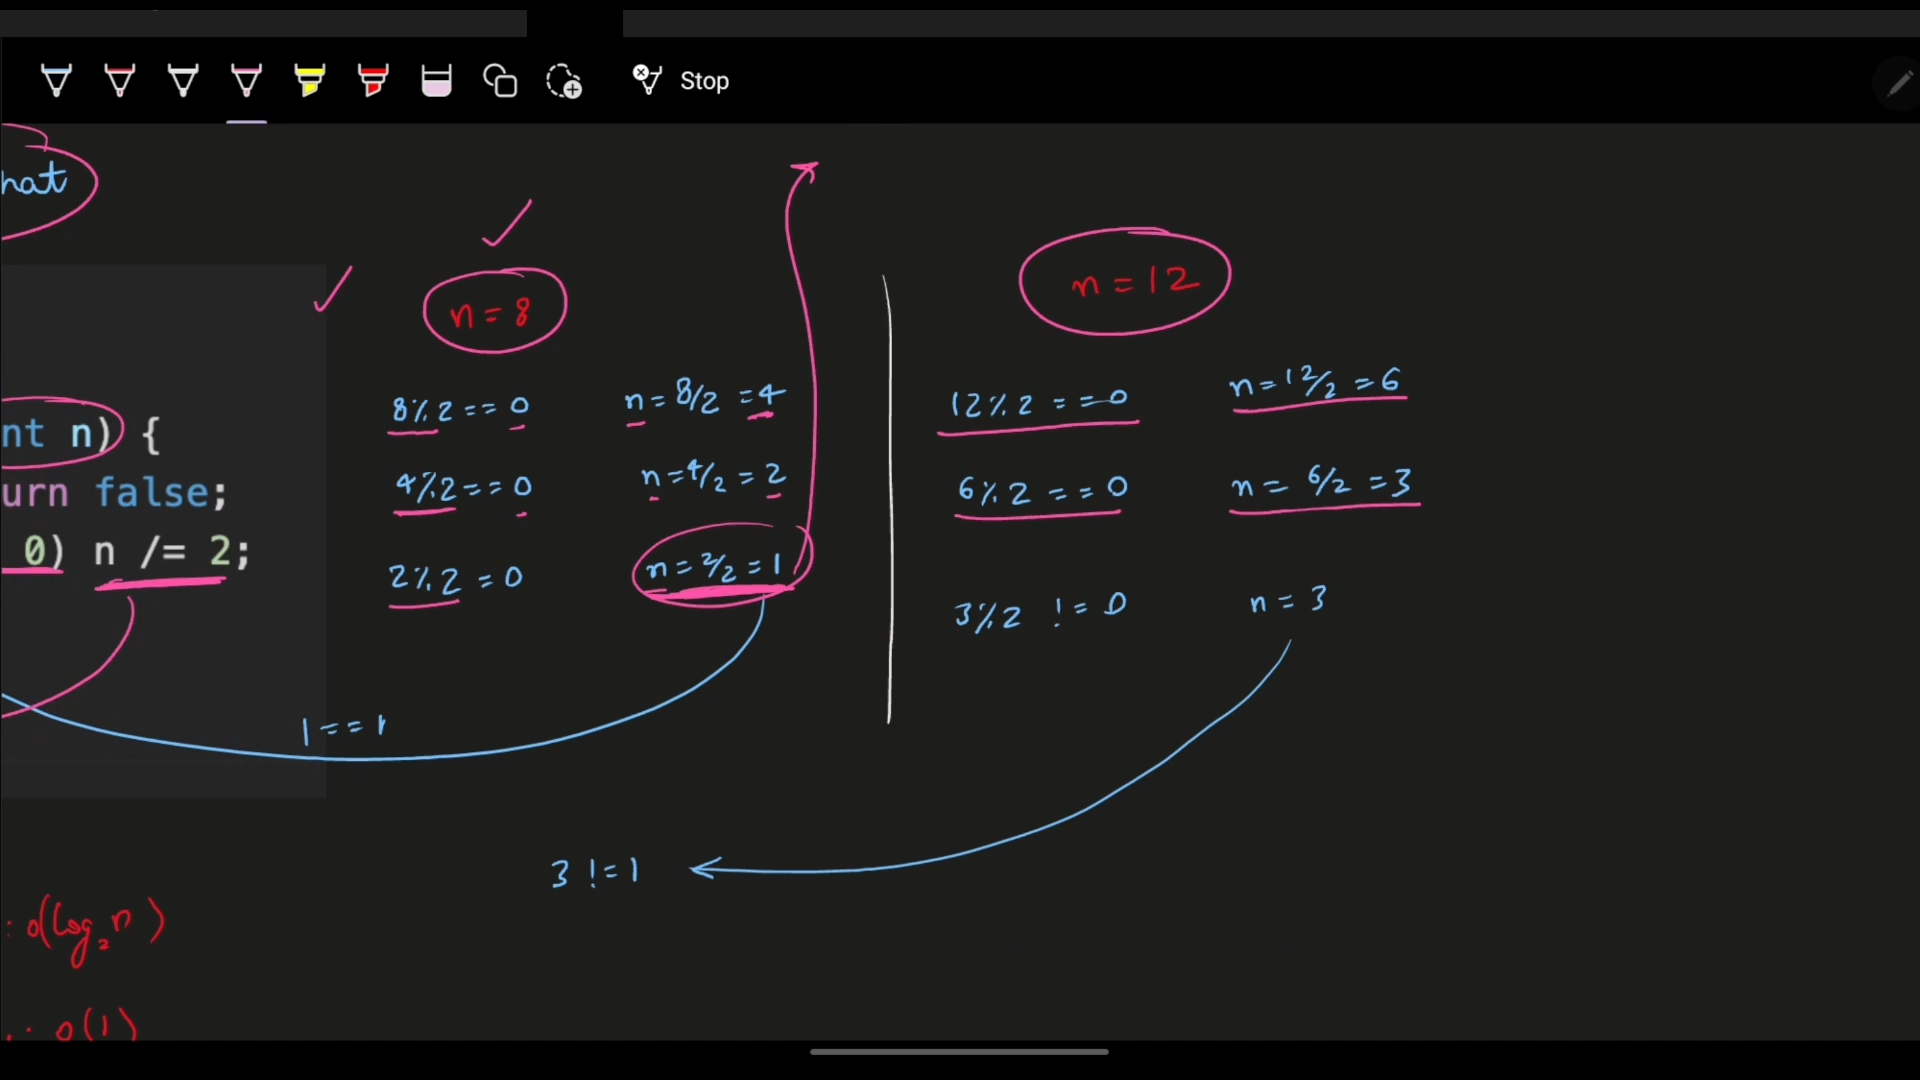 Stop
hat
n = 8
n = 12
8%2 == 0 n = 8/2 = 4
12%2 == 0 n = 12/2 = 6
nt n) {
4%2 == 0 n = 4/2 = 2
6%2 == 0 n = 6/2 = 3
urn false;
0) n /= 2;
2%2 = 0 n = 2/2 = 1
3%2 != 0 n = 3
1 == 1
3 != 1
: O(log₂n)
: O(1)